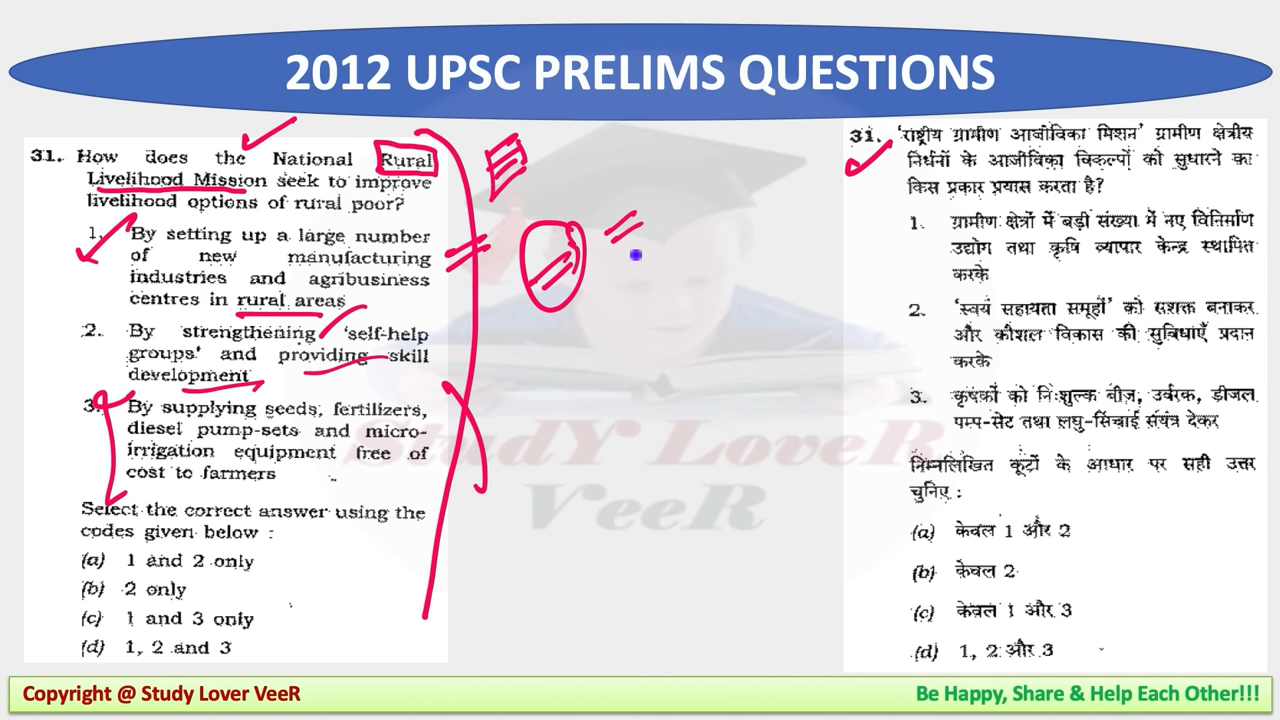 2012 UPSC PRELIMS QUESTIONS
31. How does the National Rural
Livelihood Mission seek to improve
livelihood options of rural poor?
1. By setting up a large number
of new manufacturing
industries and agribusiness
centres in rural areas
2. By strengthening 'self-help
groups' and providing skill
development
3. By supplying seeds, fertilizers,
diesel pump-sets and micro-
irrigation equipment free of
cost to farmers
Select the correct answer using the
codes given below :
(a) 1 and 2 only
(b) 2 only
(c) 1 and 3 only
(d) 1, 2 and 3
31. 'राष्ट्रीय ग्रामीण आजीविका मिशन' ग्रामीण क्षेत्रीय
निर्धनों के आजीविका विकल्पों को सुधारने का
किस प्रकार प्रयास करता है?
1. ग्रामीण क्षेत्रों में बड़ी संख्या में नए विनिर्माण
उद्योग तथा कृषि व्यापार केन्द्र स्थापित
करके
2. 'स्वयं सहायता समूहों' को सशक्त बनाकर
और कौशल विकास की सुविधाएँ प्रदान
करके
3. कृषकों को निःशुल्क बीज, उर्वरक, डीजल
पम्प-सेट तथा लघु-सिंचाई संयंत्र देकर
निम्नलिखित कूटों के आधार पर सही उत्तर
चुनिए :
(a) केवल 1 और 2
(b) केवल 2
(c) केवल 1 और 3
(d) 1, 2 और 3
StudY LoveR
VeeR
Copyright @ Study Lover VeeR
Be Happy, Share & Help Each Other!!!